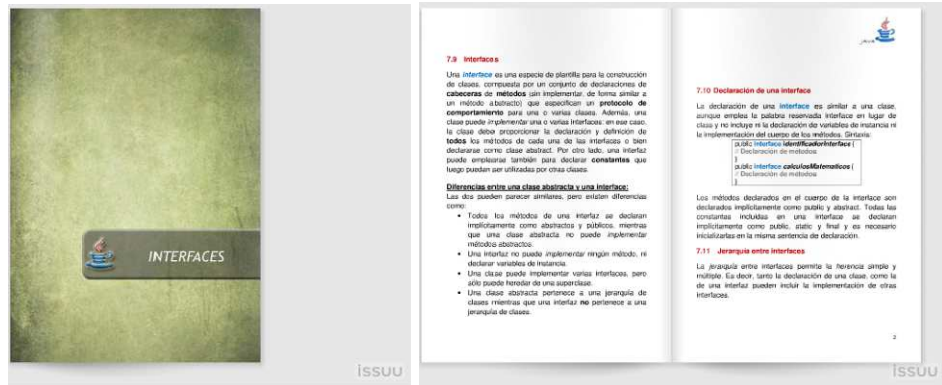 INTERFACES
issuu
7.9 Interfaces
Una interface es una especie de plantilla para la construcción
de clases, compuesta por un conjunto de declaraciones de
cabeceras de métodos (sin implementar, de forma similar a
un método abstracto) que especifican un protocolo de
comportamiento para una o varias clases. Además, una
clase puede implementar una o varias interfaces: en ese caso,
la clase debe proporcionar la declaración y definición de
todos los métodos de cada una de las interfaces o bien
declararse como clase abstract. Por otro lado, una interfaz
puede emplearse también para declarar constantes que
luego puedan ser utilizadas por otras clases.
Diferencias entre una clase abstracta y una interface:
Las dos pueden parecer similares, pero existen diferencias
como:
• Todos los métodos de una interfaz se declaran
implícitamente como abstractos y públicos, mientras
que una clase abstracta no puede implementar
métodos abstractos.
• Una interfaz no puede implementar ningún método, ni
declarar variables de instancia.
• Una clase puede implementar varias interfaces, pero
sólo puede heredar de una superclase.
• Una clase abstracta pertenece a una jerarquía de
clases mientras que una interfaz no pertenece a una
jerarquía de clases.
7.10 Declaración de una interface
La declaración de una interface es similar a una clase,
aunque emplea la palabra reservada interface en lugar de
class y no incluye ni la declaración de variables de instancia ni
la implementación del cuerpo de los métodos. Sintaxis:
public interface identificadorInterface {
// Declaración de métodos
}
public interface calculosMatematicos {
// Declaración de métodos
}
Los métodos declarados en el cuerpo de la interface son
declarados implícitamente como public y abstract. Todas las
constantes incluidas en una interface se declaran
implícitamente como public, static y final y es necesario
inicializarlas en la misma sentencia de declaración.
7.11 Jerarquía entre interfaces
La jerarquía entre interfaces permite la herencia simple y
múltiple. Es decir, tanto la declaración de una clase, como la
de una interfaz pueden incluir la implementación de otras
interfaces.
2
issuu